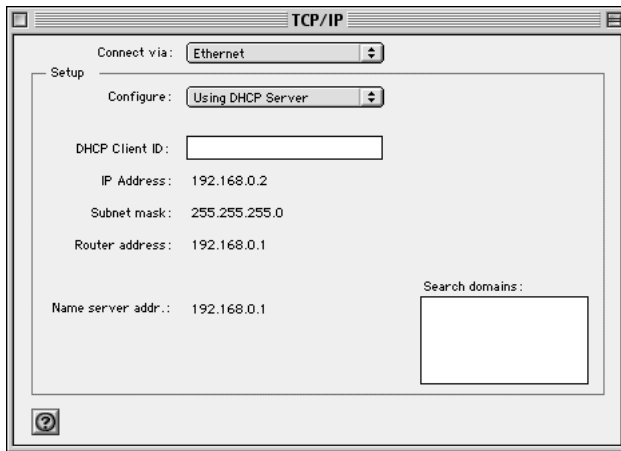 TCP/IP
Connect via: Ethernet
Setup
Configure: Using DHCP Server
DHCP Client ID:
IP Address: 192.168.0.2
Subnet mask: 255.255.255.0
Router address: 192.168.0.1
Search domains:
Name server addr.: 192.168.0.1
?